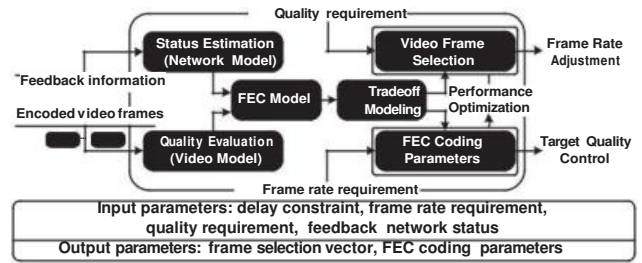 Quality requirement
Status Estimation
(Network Model)
Video Frame
Selection
Frame Rate
Adjustment
Feedback information
FEC Model
Tradeoff
Modeling
Performance
Optimization
Encoded video frames
Quality Evaluation
(Video Model)
FEC Coding
Parameters
Target Quality
Control
Frame rate requirement
Input parameters: delay constraint, frame rate requirement,
quality requirement, feedback network status
Output parameters: frame selection vector, FEC coding parameters